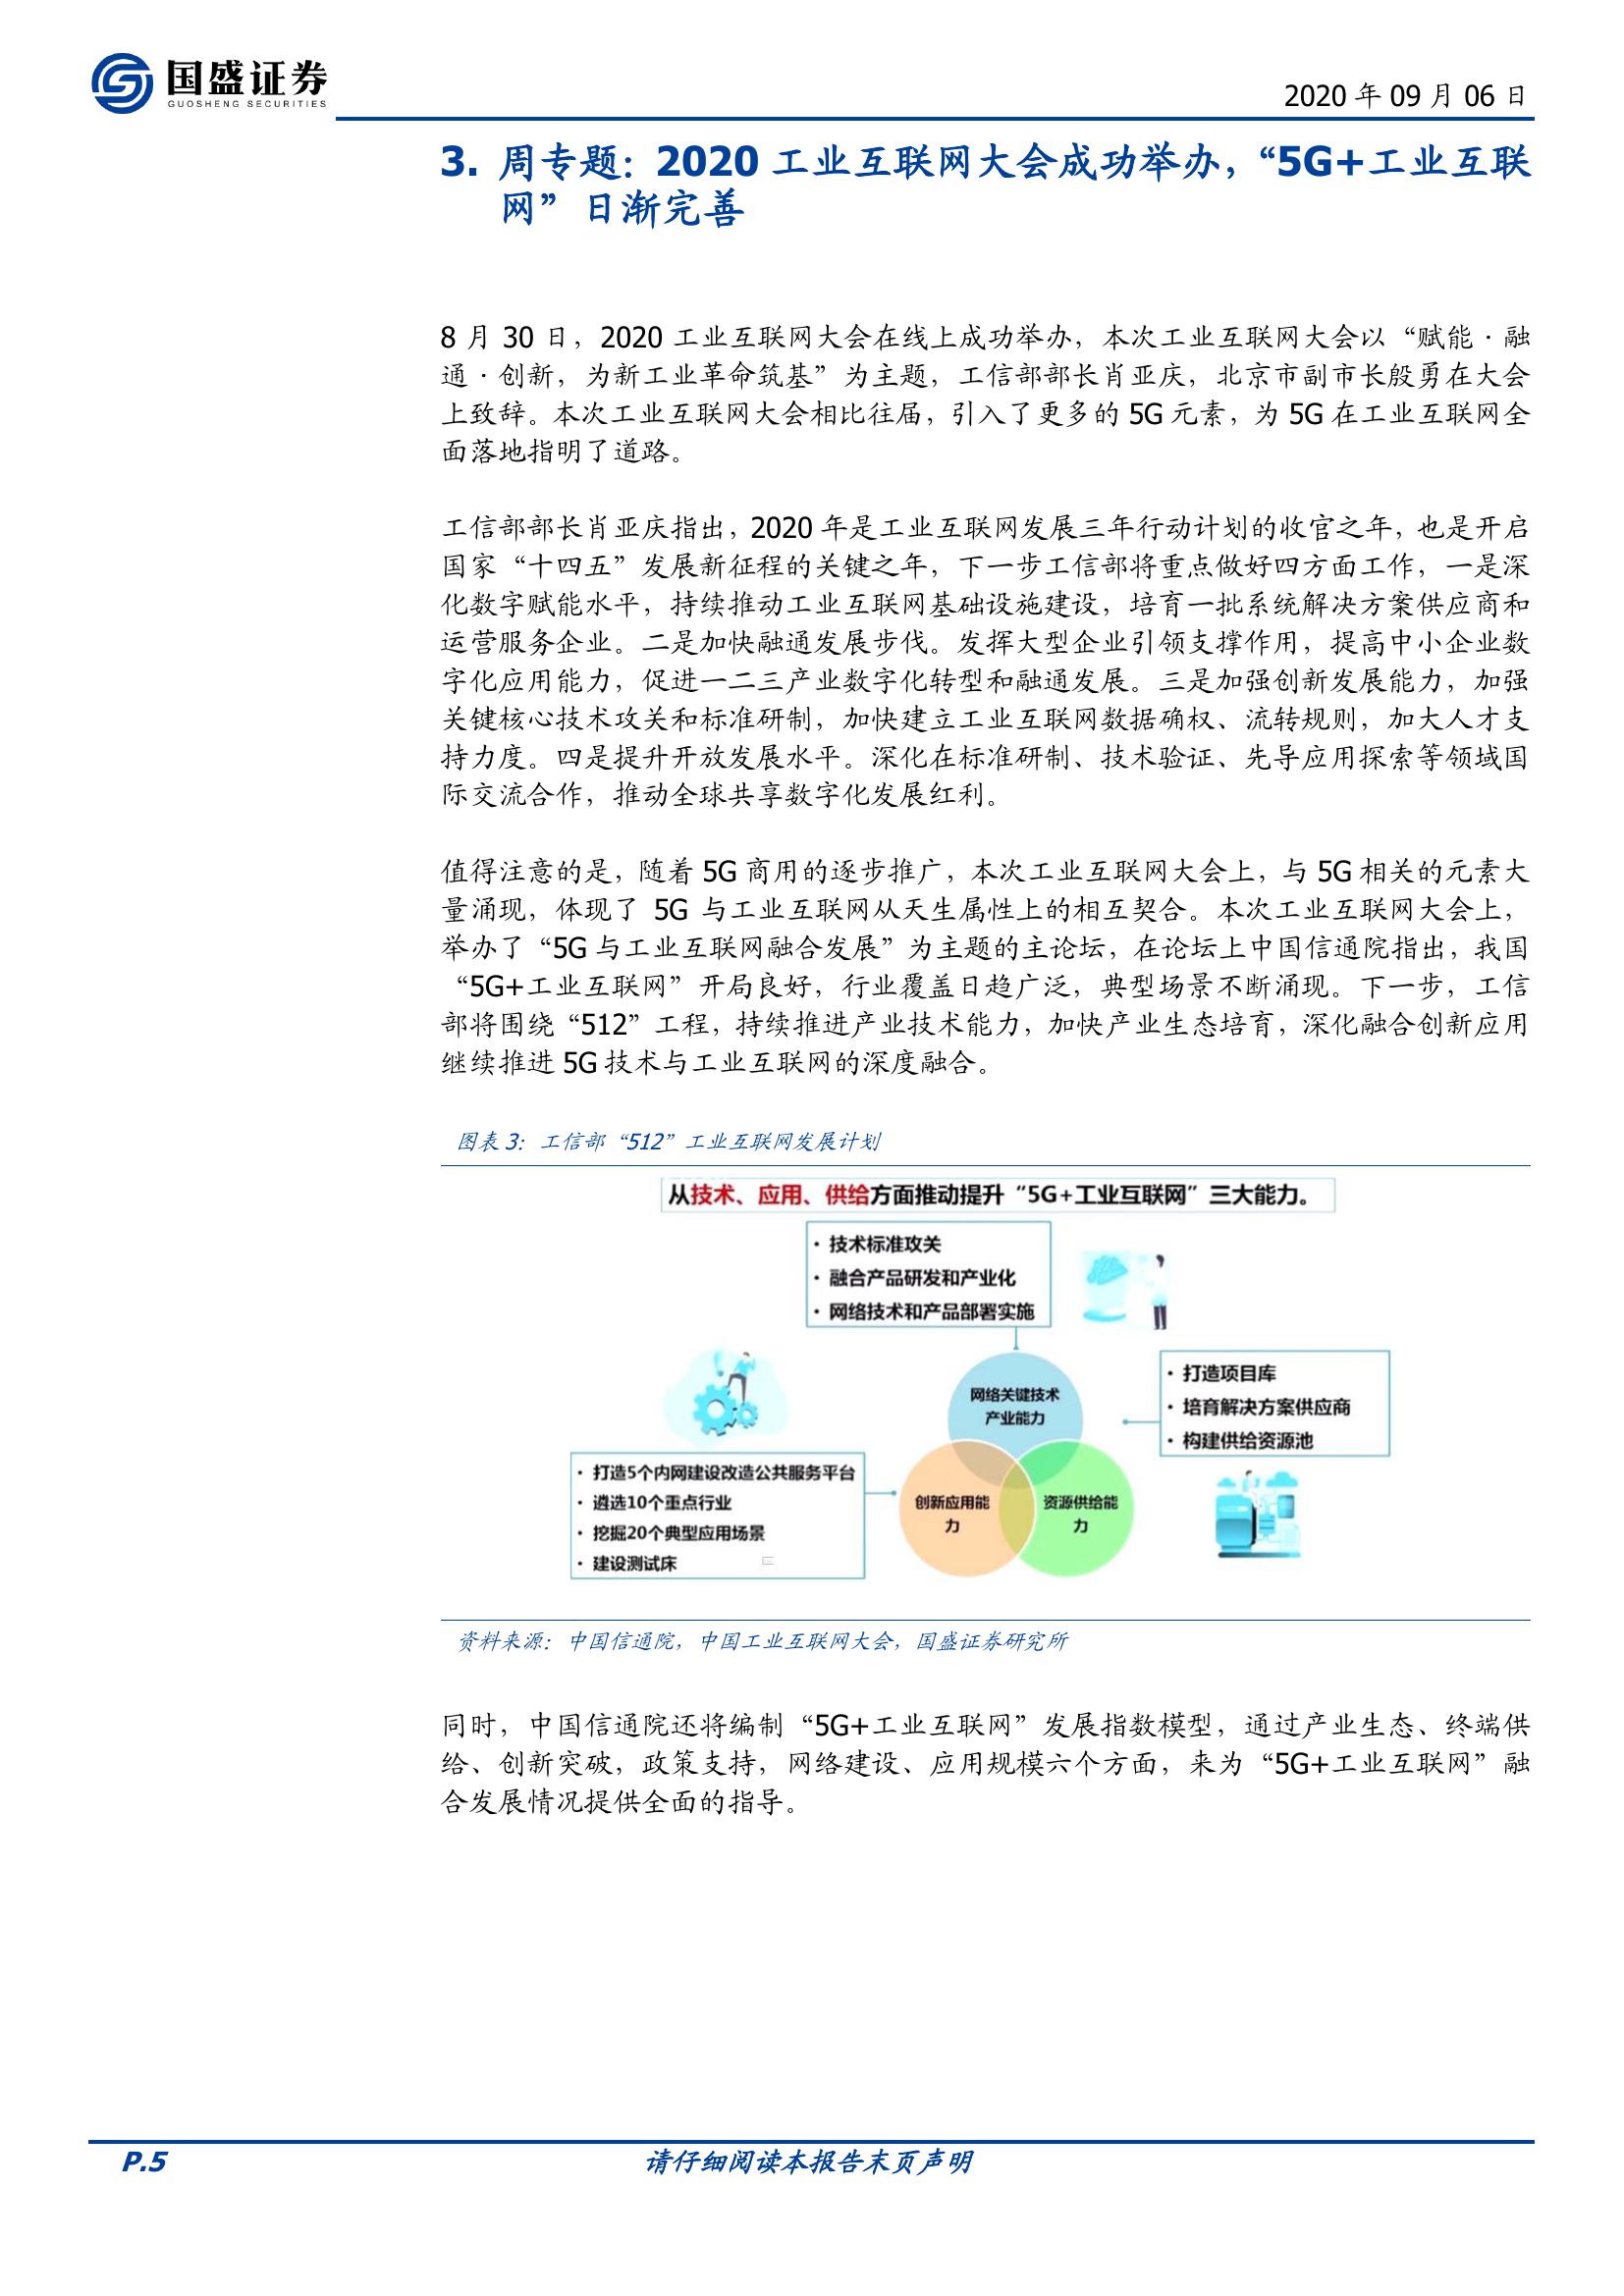 国盛证券
GUOSHENG SECURITIES
2020 年 09 月 06 日
3. 周专题：2020 工业互联网大会成功举办，“5G+工业互联
网”日渐完善
8 月 30 日，2020 工业互联网大会在线上成功举办，本次工业互联网大会以“赋能·融
通·创新，为新工业革命筑基”为主题，工信部部长肖亚庆，北京市副市长殷勇在大会
上致辞。本次工业互联网大会相比往届，引入了更多的 5G 元素，为 5G 在工业互联网全
面落地指明了道路。
工信部部长肖亚庆指出，2020 年是工业互联网发展三年行动计划的收官之年，也是开启
国家“十四五”发展新征程的关键之年，下一步工信部将重点做好四方面工作，一是深
化数字赋能水平，持续推动工业互联网基础设施建设，培育一批系统解决方案供应商和
运营服务企业。二是加快融通发展步伐。发挥大型企业引领支撑作用，提高中小企业数
字化应用能力，促进一二三产业数字化转型和融通发展。三是加强创新发展能力，加强
关键核心技术攻关和标准研制，加快建立工业互联网数据确权、流转规则，加大人才支
持力度。四是提升开放发展水平。深化在标准研制、技术验证、先导应用探索等领域国
际交流合作，推动全球共享数字化发展红利。
值得注意的是，随着 5G 商用的逐步推广，本次工业互联网大会上，与 5G 相关的元素大
量涌现，体现了 5G 与工业互联网从天生属性上的相互契合。本次工业互联网大会上，
举办了“5G 与工业互联网融合发展”为主题的主论坛，在论坛上中国信通院指出，我国
“5G+工业互联网”开局良好，行业覆盖日趋广泛，典型场景不断涌现。下一步，工信
部将围绕“512”工程，持续推进产业技术能力，加快产业生态培育，深化融合创新应用
继续推进 5G 技术与工业互联网的深度融合。
图表 3：工信部“512”工业互联网发展计划
从技术、应用、供给方面推动提升“5G+工业互联网”三大能力。
· 技术标准攻关
· 融合产品研发和产业化
· 网络技术和产品部署实施
· 打造项目库
· 培育解决方案供应商
· 构建供给资源池
网络关键技术
产业能力
· 打造5个内网建设改造公共服务平台
· 遴选10个重点行业
· 挖掘20个典型应用场景
· 建设测试床
创新应用能
力
资源供给能
力
资料来源：中国信通院，中国工业互联网大会，国盛证券研究所
同时，中国信通院还将编制“5G+工业互联网”发展指数模型，通过产业生态、终端供
给、创新突破，政策支持，网络建设、应用规模六个方面，来为“5G+工业互联网”融
合发展情况提供全面的指导。
P.5
请仔细阅读本报告末页声明